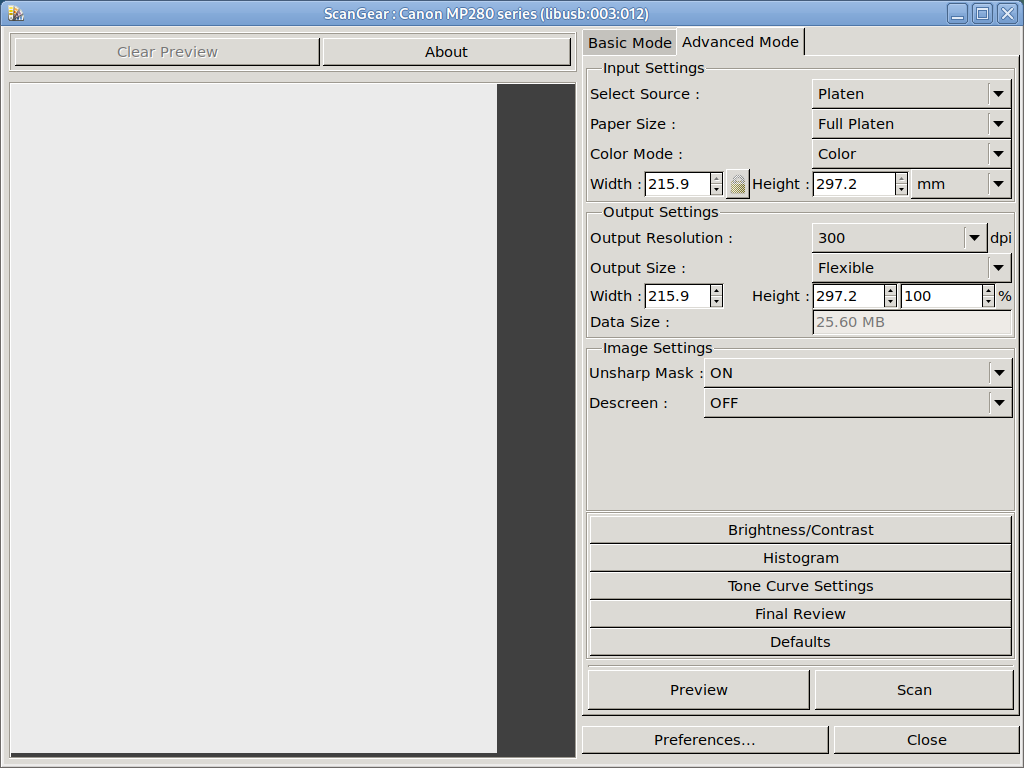 ScanGear : Canon MP280 series (libusb:003:012)
Clear Preview About
Basic Mode Advanced Mode
Input Settings
Select Source : Platen
Paper Size : Full Platen
Color Mode : Color
Width : 215.9 Height : 297.2 mm
Output Settings
Output Resolution : 300 dpi
Output Size : Flexible
Width : 215.9 Height : 297.2 100 %
Data Size : 25.60 MB
Image Settings
Unsharp Mask : ON
Descreen : OFF
Brightness/Contrast
Histogram
Tone Curve Settings
Final Review
Defaults
Preview Scan
Preferences... Close